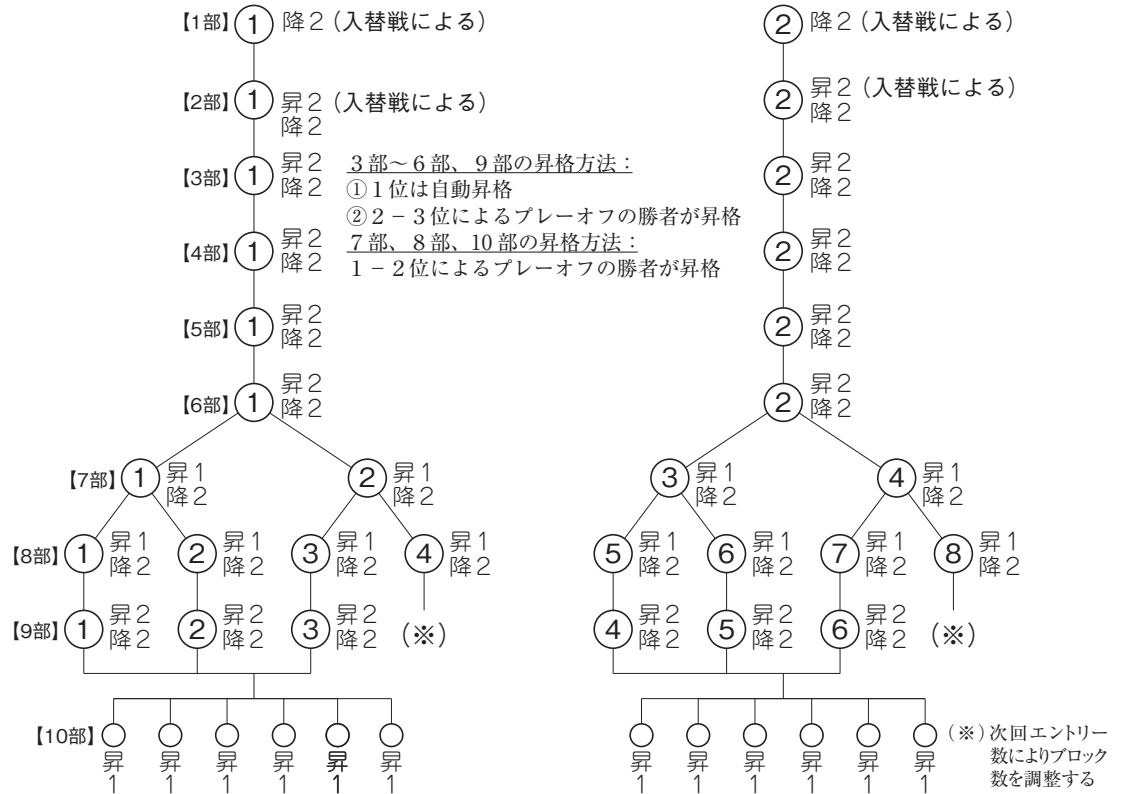 【1部】 1 降2（入替戦による） 2 降2（入替戦による）
【2部】 1 昇2（入替戦による） 2 昇2（入替戦による）
降2 降2
【3部】 1 昇2 2 昇2
降2 降2
3部～6部、9部の昇格方法：
①1位は自動昇格
②2－3位によるプレーオフの勝者が昇格
7部、8部、10部の昇格方法：
1－2位によるプレーオフの勝者が昇格
【4部】 1 昇2 2 昇2
降2 降2
【5部】 1 昇2 2 昇2
降2 降2
【6部】 1 昇2 2 昇2
降2 降2
【7部】 1 昇1 2 昇1 3 昇1 4 昇1
降2 降2 降2 降2
【8部】 1 昇1 2 昇1 3 昇1 4 昇1 5 昇1 6 昇1 7 昇1 8 昇1
降2 降2 降2 降2 降2 降2 降2 降2
【9部】 1 昇2 2 昇2 3 昇2 （※） 4 昇2 5 昇2 6 昇2 （※）
降2 降2 降2 降2 降2 降2
【10部】
昇 昇 昇 昇 昇 昇 昇 昇 昇 昇 昇 昇
1 1 1 1 1 1 1 1 1 1 1 1
（※）次回エントリー
数によりブロック
数を調整する